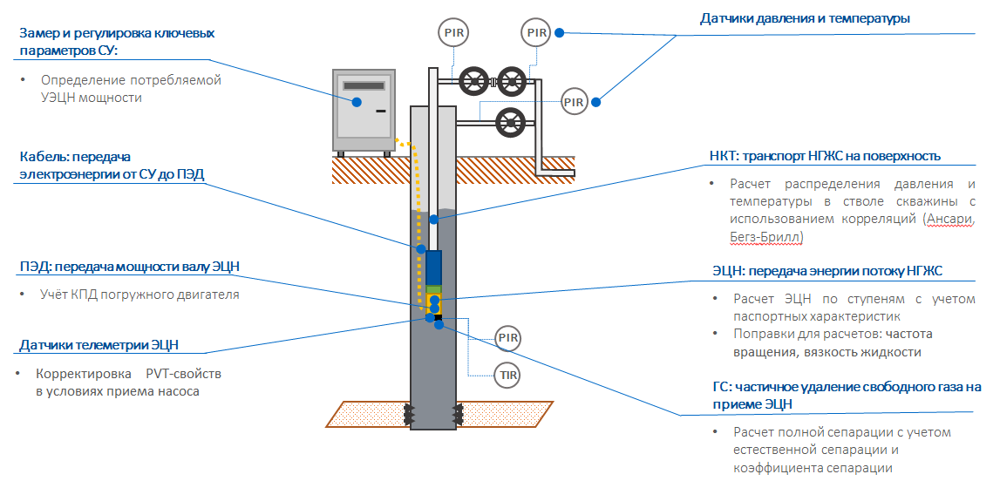 Замер и регулировка ключевых
параметров СУ:
• Определение потребляемой
УЭЦН мощности
Кабель: передача
электроэнергии от СУ до ПЭД
ПЭД: передача мощности валу ЭЦН
• Учёт КПД погружного двигателя
Датчики телеметрии ЭЦН
• Корректировка PVT-свойств
в условиях приема насоса
PIR
PIR
PIR
PIR
TIR
Датчики давления и температуры
НКТ: транспорт НГЖС на поверхность
• Расчет распределения давления и
температуры в стволе скважины с
использованием корреляций (Ансари,
Бегз-Брилл)
ЭЦН: передача энергии потоку НГЖС
• Расчет ЭЦН по ступеням с учетом
паспортных характеристик
• Поправки для расчетов: частота
вращения, вязкость жидкости
ГС: частичное удаление свободного газа на
приеме ЭЦН
• Расчет полной сепарации с учетом
естественной сепарации и
коэффициента сепарации